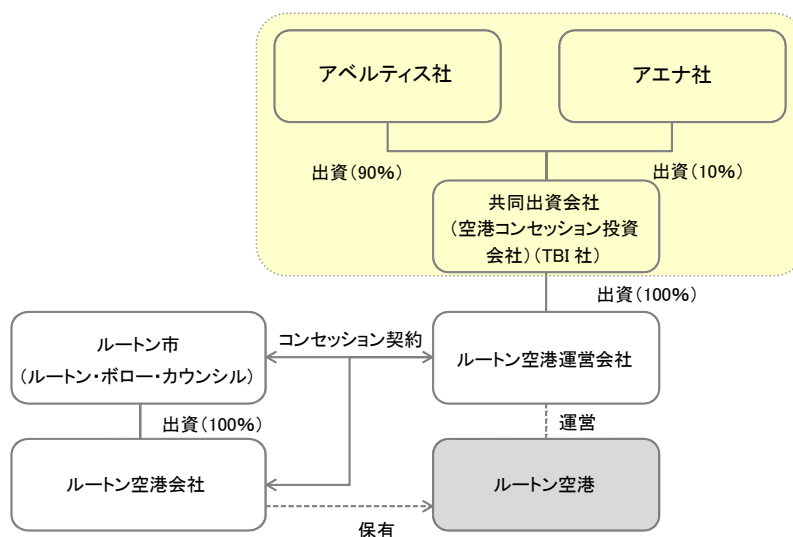 アベルティス社
アエナ社
出資（90％）
出資（10％）
共同出資会社
（空港コンセッション投資
会社）（TBI 社）
出資（100％）
ルートン市
（ルートン・ボロー・カウンシル）
コンセッション契約
ルートン空港運営会社
出資（100％）
運営
ルートン空港会社
ルートン空港
保有